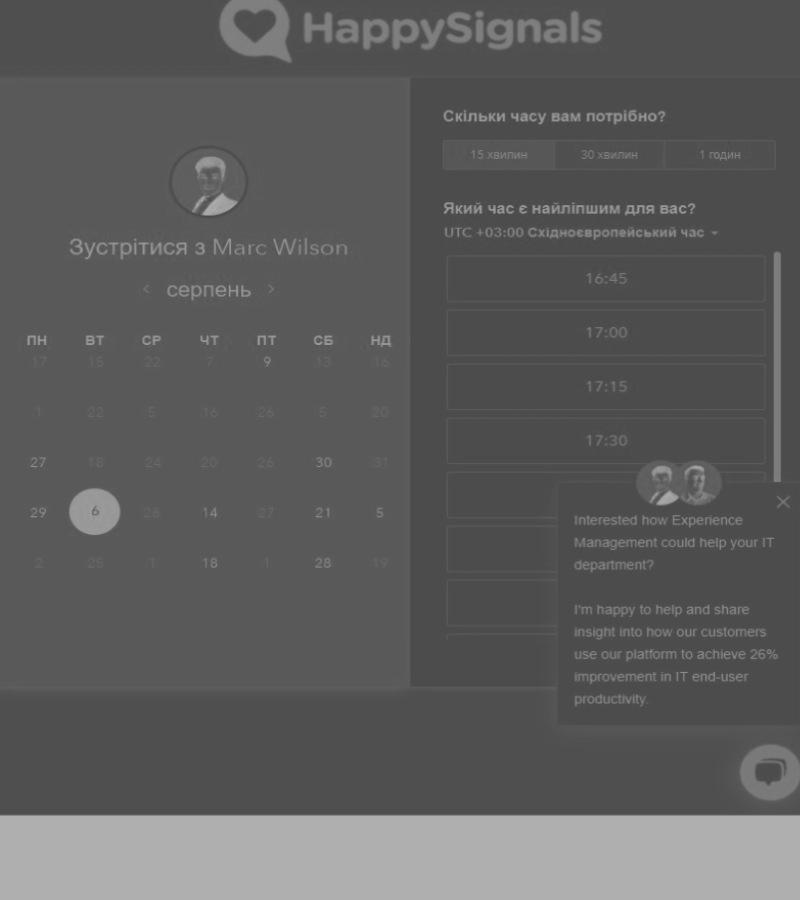 HappySignals
Зустрітися з Marc Wilson
< серпень >
ПН ВТ СР ЧТ ПТ СБ НД
17 15 22 7 9 13 16
1 22 5 16 26 5 20
27 18 24 20 26 30 31
29 6 26 14 27 21 5
2 25 1 18 1 28 19
Скільки часу вам потрібно?
15 хвилин 30 хвилин 1 годин
Який час є найліпшим для вас?
UTC +03:00 Східноєвропейський час
16:45
17:00
17:15
17:30
Interested how Experience
Management could help your IT
department?
I'm happy to help and share
insight into how our customers
use our platform to achieve 26%
improvement in IT end-user
productivity.